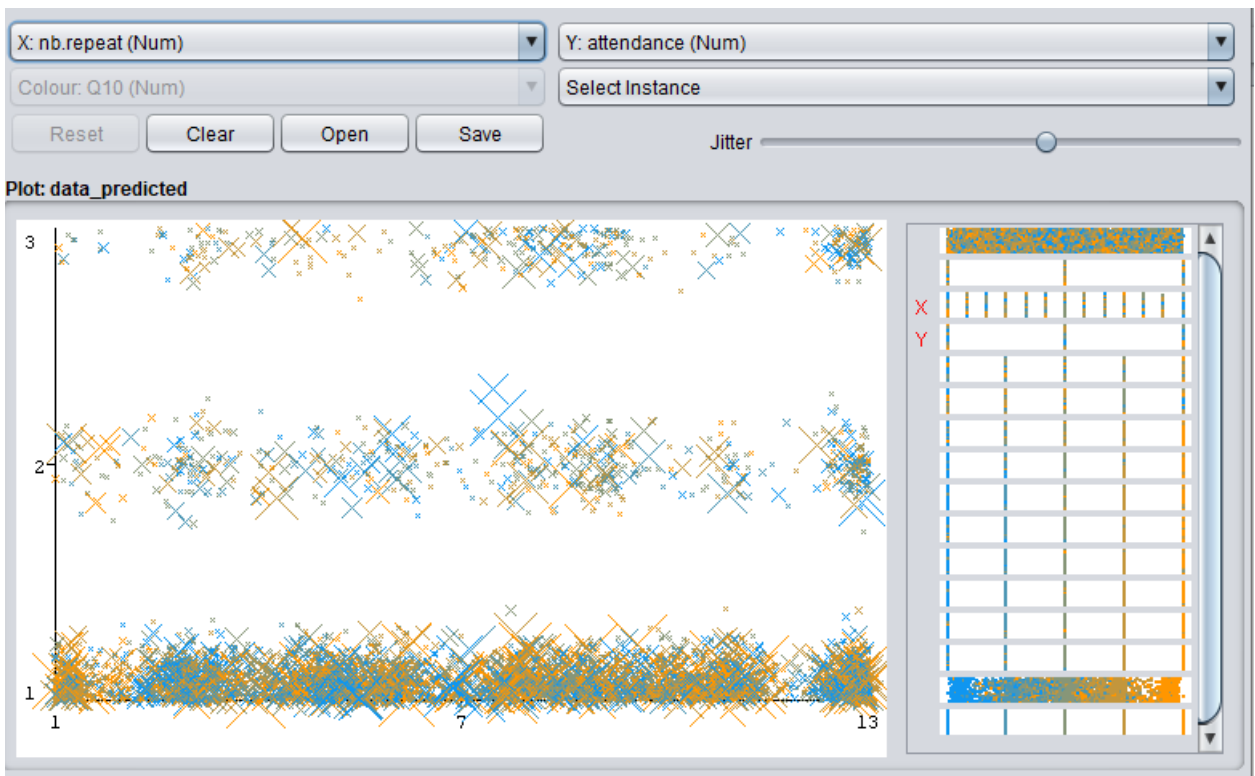 X: nb.repeat (Num)
Y: attendance (Num)
Colour: Q10 (Num)
Select Instance
Reset
Clear
Open
Save
Jitter
Plot: data_predicted
3
2
1
1
7
13
X
Y